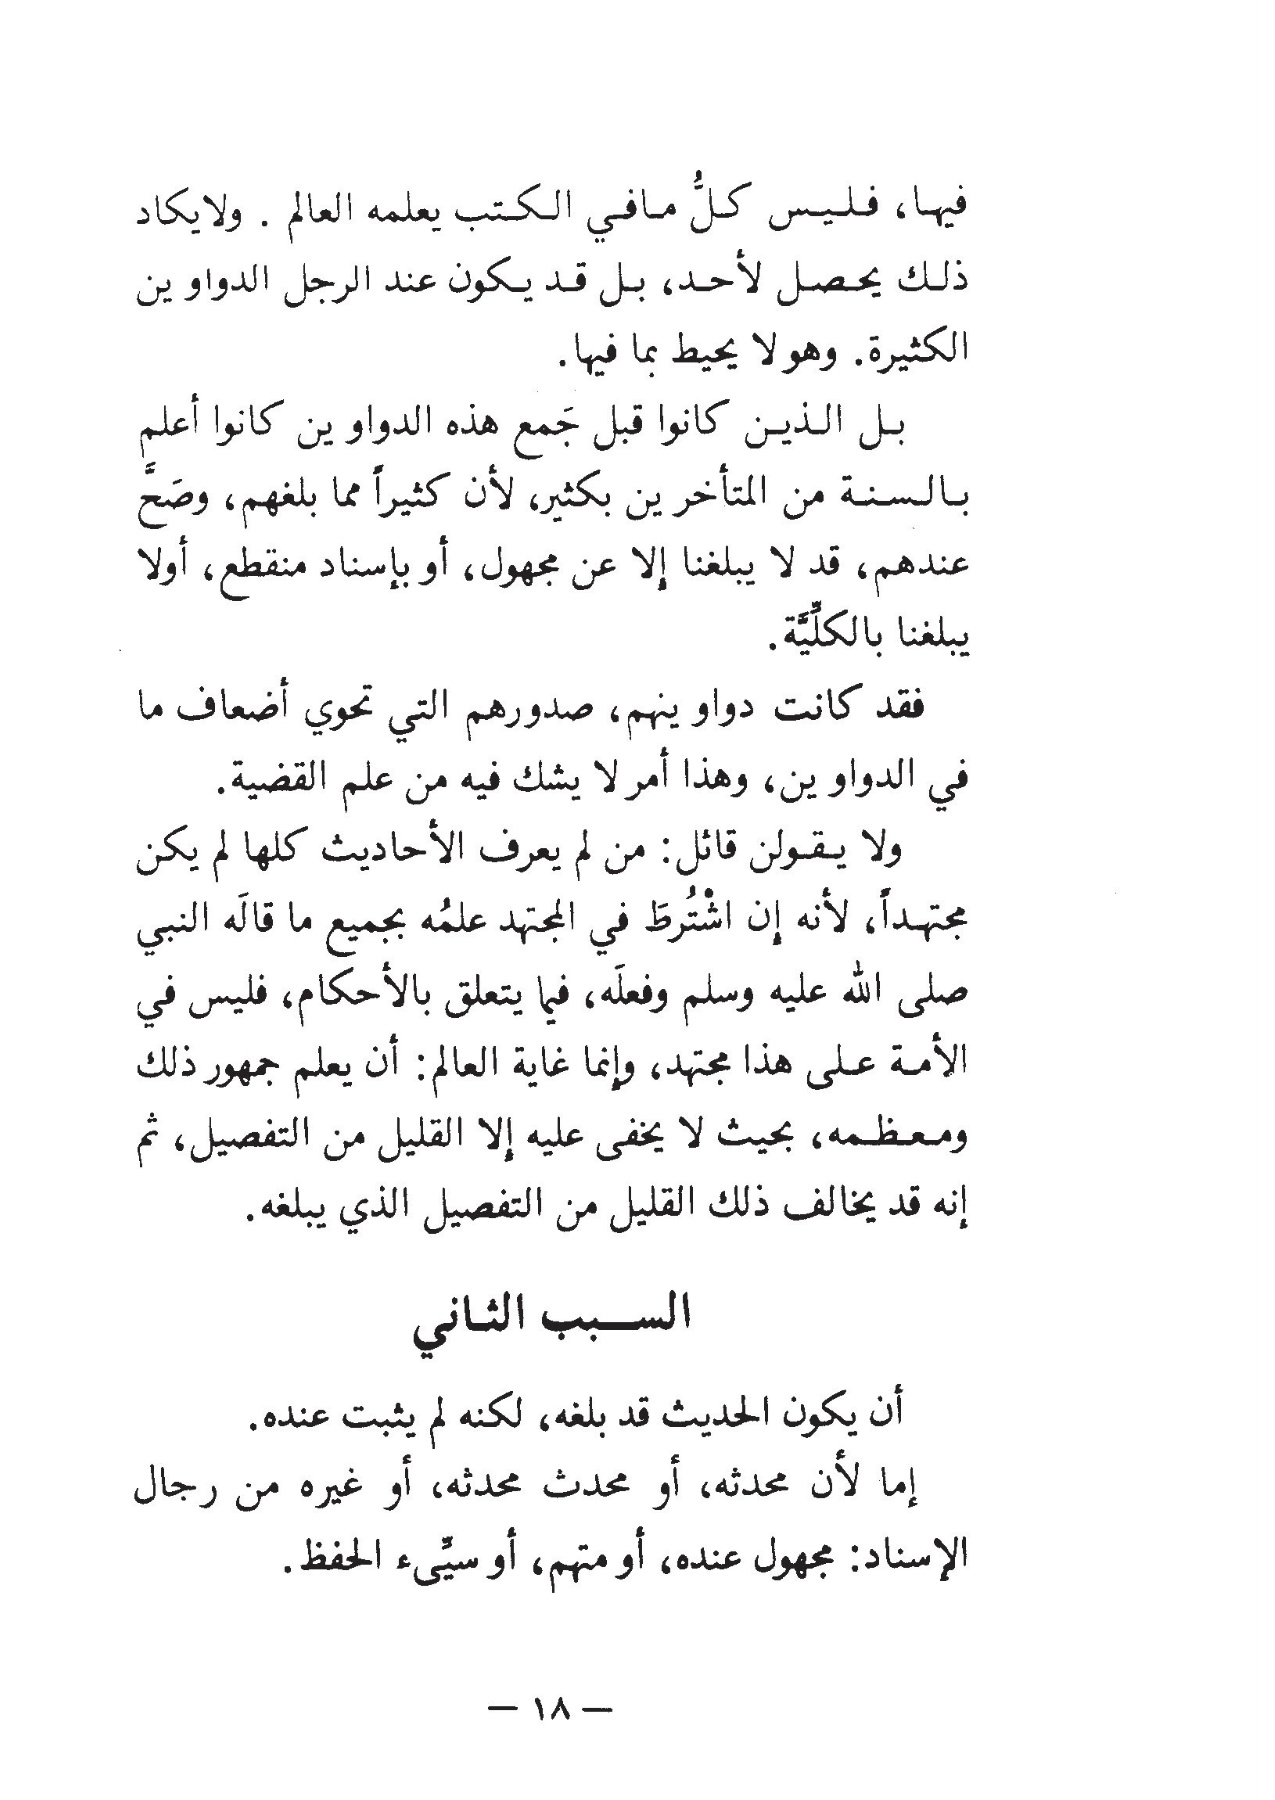 فيها، فليس كلُّ مافي الكتب يعلمه العالم . ولايكاد
ذلك يحصل لأحد، بل قد يكون عند الرجل الدواوين
الكثيرة. وهو لا يحيط بما فيها.
بل الذين كانوا قبل جَمع هذه الدواوين كانوا أعلم
بالسنة من المتأخرين بكثير، لأن كثيراً مما بلغهم، وصَحَّ
عندهم، قد لا يبلغنا إلا عن مجهول، أو بإسناد منقطع، أولا
يبلغنا بالكلِّيَّة.
فقد كانت دواوينهم، صدورهم التي تحوي أضعاف ما
في الدواوين، وهذا أمر لا يشك فيه من علم القضية.
ولا يقولن قائل: من لم يعرف الأحاديث كلها لم يكن
مجتهداً، لأنه إن اشْتُرطَ في المجتهد علمُه بجميع ما قالَه النبي
صلى الله عليه وسلم وفعلَه، فيما يتعلق بالأحكام، فليس في
الأمة على هذا مجتهد، وإنما غاية العالم: أن يعلم جمهور ذلك
ومعظمه، بحيث لا يخفى عليه إلا القليل من التفصيل، ثم
إنه قد يخالف ذلك القليل من التفصيل الذي يبلغه.
السبب الثاني
أن يكون الحديث قد بلغه، لكنه لم يثبت عنده.
إما لأن محدثه، أو محدث محدثه، أو غيره من رجال
الإسناد: مجهول عنده، أو متهم، أو سيِّىء الحفظ.
— ١٨ —